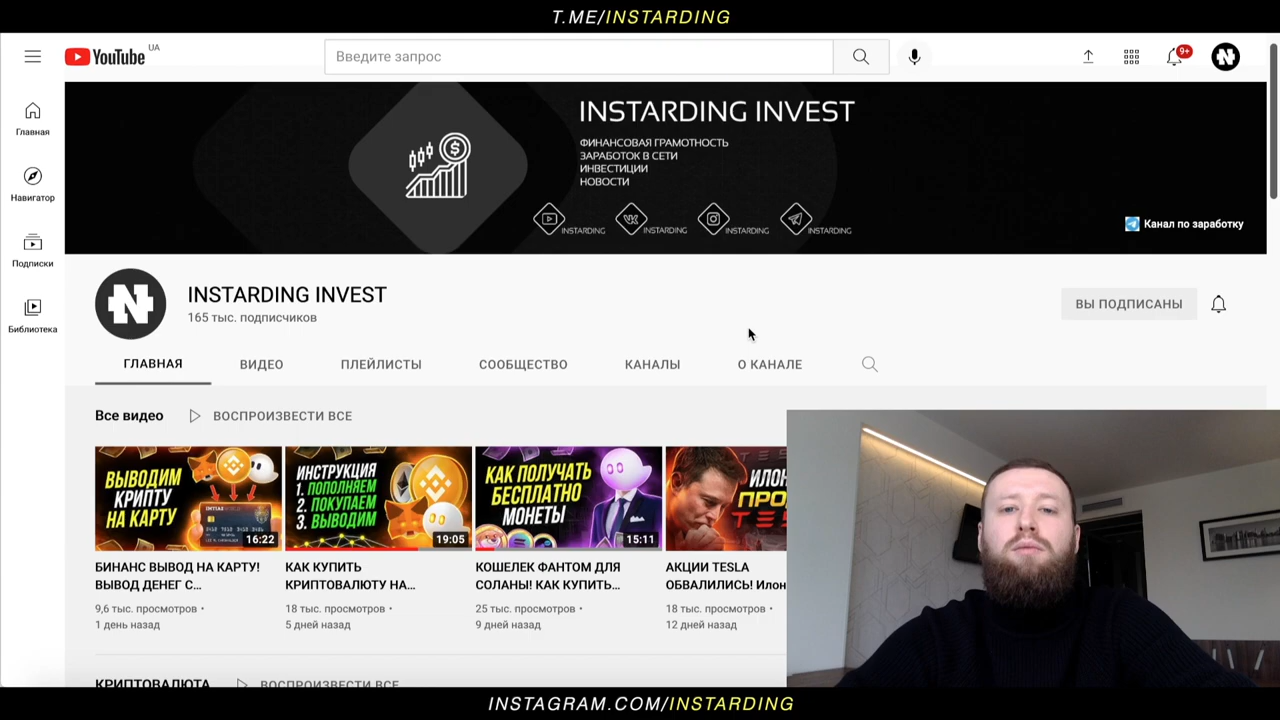 T.ME/INSTARDING
YouTube UA
Введите запрос
9+
Главная
Навигатор
Подписки
Библиотека
INSTARDING INVEST
ФИНАНСОВАЯ ГРАМОТНОСТЬ
ЗАРАБОТОК В СЕТИ
ИНВЕСТИЦИИ
НОВОСТИ
INSTARDING INSTARDING INSTARDING INSTARDING
Канал по заработку
INSTARDING INVEST
165 тыс. подписчиков
ВЫ ПОДПИСАНЫ
ГЛАВНАЯ ВИДЕО ПЛЕЙЛИСТЫ СООБЩЕСТВО КАНАЛЫ О КАНАЛЕ
Все видео ВОСПРОИЗВЕСТИ ВСЕ
ВЫВОДИМ
КРИПТУ
НА КАРТУ
16:22
ИНСТРУКЦИЯ
1. ПОПОЛНЯЕМ
2. ПОКУПАЕМ
3. ВЫВОДИМ
19:05
КАК ПОЛУЧАТЬ
БЕСПЛАТНО
МОНЕТЫ
15:11
БИНАНС ВЫВОД НА КАРТУ!
ВЫВОД ДЕНЕГ С...
9,6 тыс. просмотров •
1 день назад
КАК КУПИТЬ
КРИПТОВАЛЮТУ НА...
18 тыс. просмотров •
5 дней назад
КОШЕЛЕК ФАНТОМ ДЛЯ
СОЛАНЫ! КАК КУПИТЬ...
25 тыс. просмотров •
9 дней назад
АКЦИИ TESLA
ОБВАЛИЛИСЬ! Илон
18 тыс. просмотров •
12 дней назад
КРИПТОВАЛЮТА ВОСПРОИЗВЕСТИ ВСЕ
INSTAGRAM.COM/INSTARDING